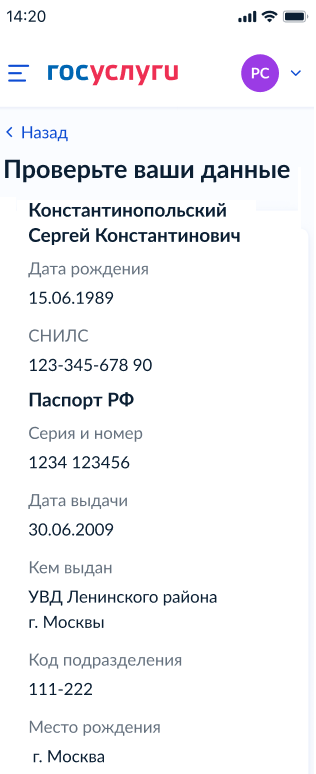 14:20
госуслуги
РС
Назад
Проверьте ваши данные
Константинопольский
Сергей Константинович
Дата рождения
15.06.1989
СНИЛС
123-345-678 90
Паспорт РФ
Серия и номер
1234 123456
Дата выдачи
30.06.2009
Кем выдан
УВД Ленинского района
г. Москвы
Код подразделения
111-222
Место рождения
г. Москва